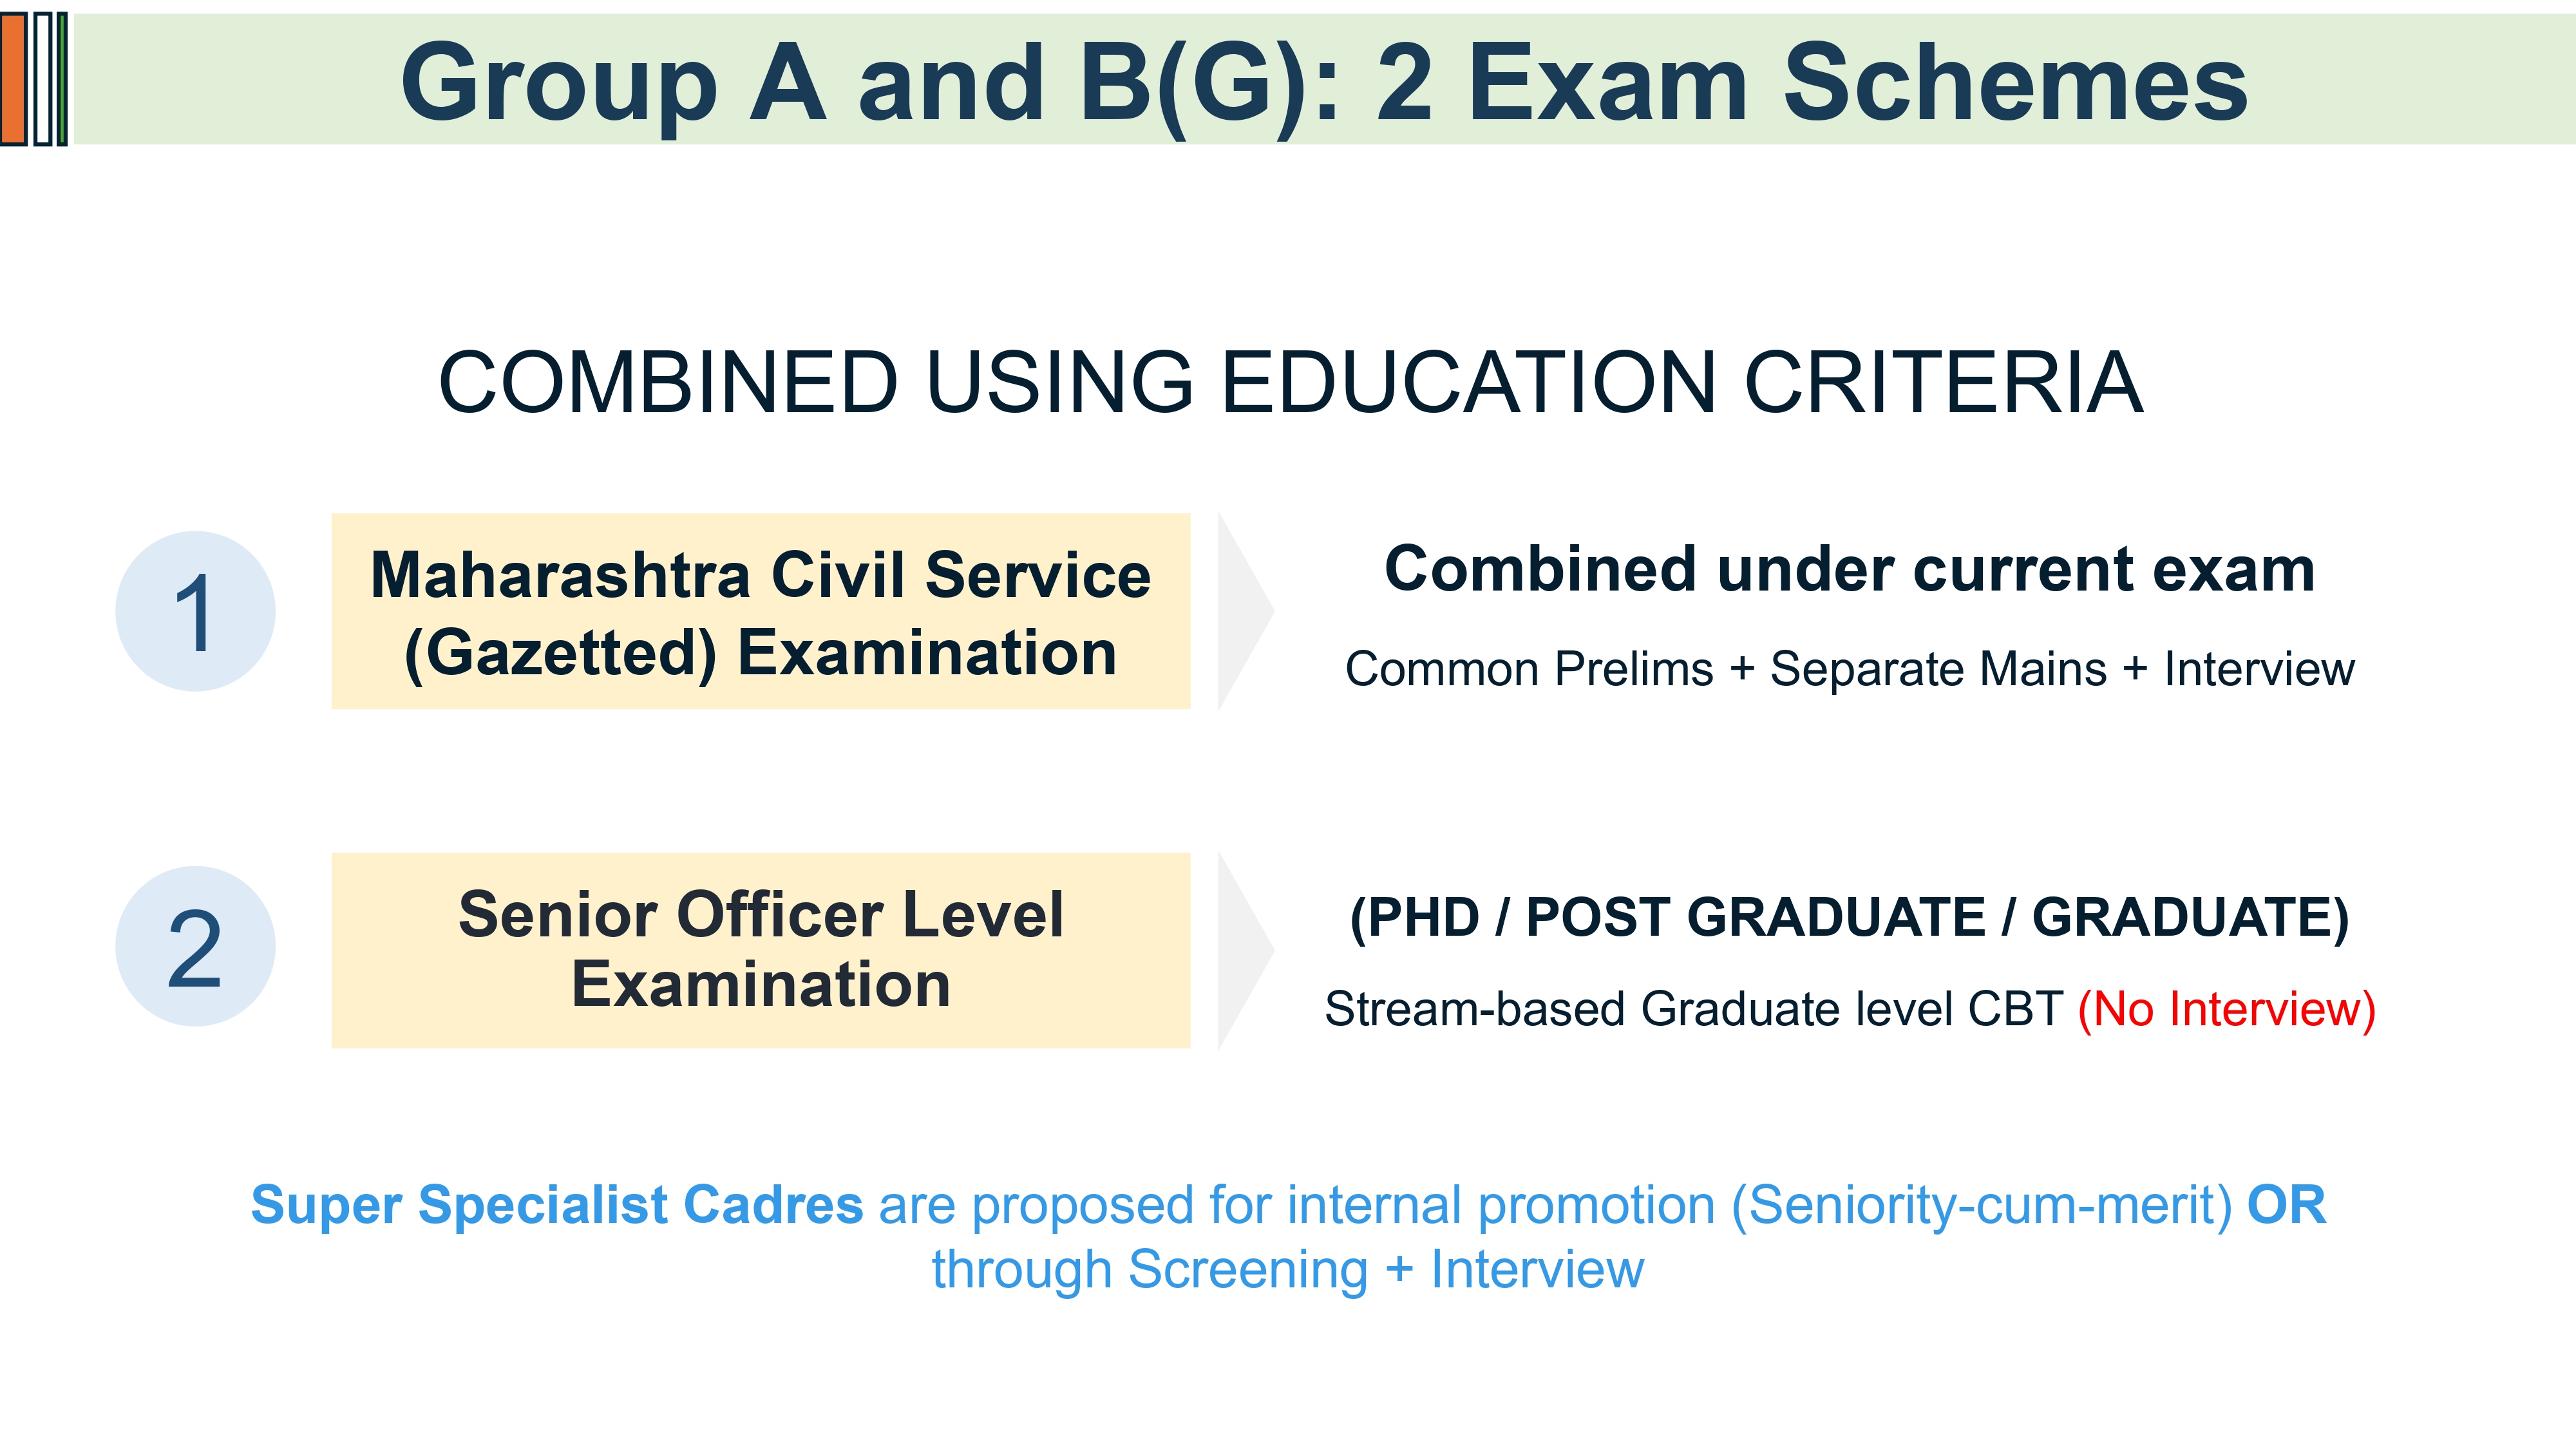 Group A and B(G): 2 Exam Schemes
COMBINED USING EDUCATION CRITERIA
1
Maharashtra Civil Service
(Gazetted) Examination
Combined under current exam
Common Prelims + Separate Mains + Interview
2
Senior Officer Level
Examination
(PHD / POST GRADUATE / GRADUATE)
Stream-based Graduate level CBT (No Interview)
Super Specialist Cadres are proposed for internal promotion (Seniority-cum-merit) OR
through Screening + Interview